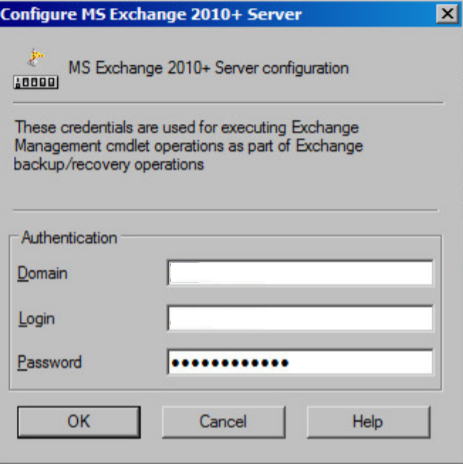 Configure MS Exchange 2010+ Server
MS Exchange 2010+ Server configuration
These credentials are used for executing Exchange
Management cmdlet operations as part of Exchange
backup/recovery operations
Authentication
Domain
Login
Password ●●●●●●●●●●●●
OK Cancel Help